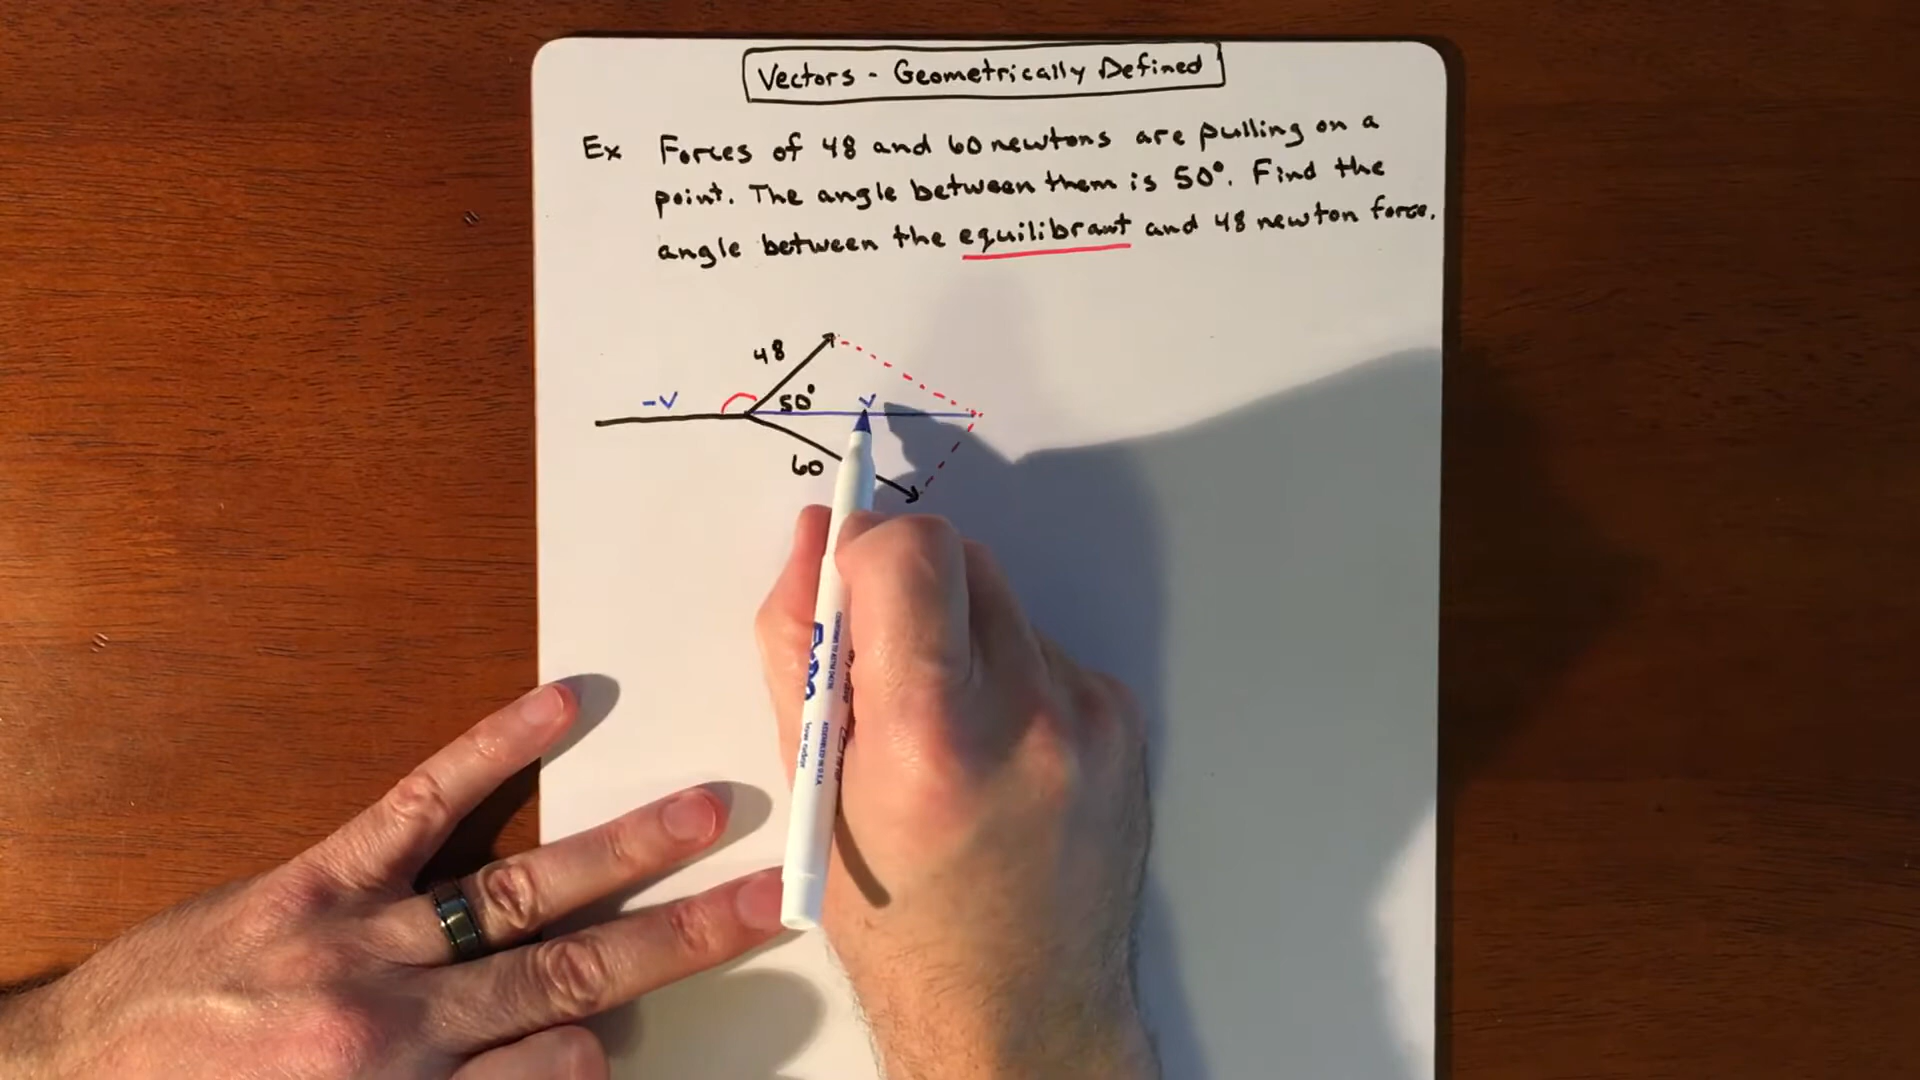 Vectors - Geometrically Defined
Ex Forces of 48 and 60 newtons are pulling on a
point. The angle between them is 50°. Find the
angle between the equilibrant and 48 newton force.
48
-V
50°
V
60
EXPO